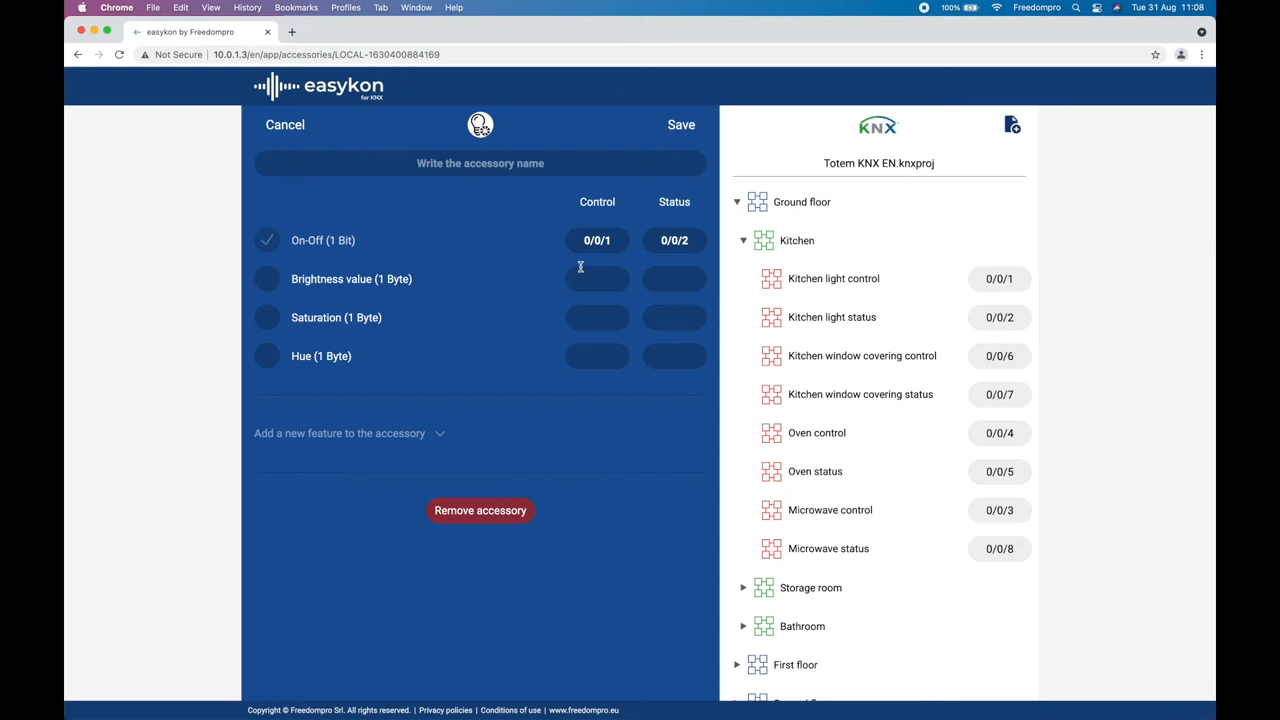 Chrome File Edit View History Bookmarks Profiles Tab Window Help 100% Freedompro Tue 31 Aug 11:08
easykon by Freedompro
Not Secure | 10.0.1.3/en/app/accessories/LOCAL-1630400884169
easykon
for KNX
Cancel Save
Write the accessory name
Control Status
On-Off (1 Bit) 0/0/1 0/0/2
Brightness value (1 Byte)
Saturation (1 Byte)
Hue (1 Byte)
Add a new feature to the accessory
Remove accessory
KNX
Totem KNX EN.knxproj
Ground floor
Kitchen
Kitchen light control 0/0/1
Kitchen light status 0/0/2
Kitchen window covering control 0/0/6
Kitchen window covering status 0/0/7
Oven control 0/0/4
Oven status 0/0/5
Microwave control 0/0/3
Microwave status 0/0/8
Storage room
Bathroom
First floor
Copyright © Freedompro Srl. All rights reserved. | Privacy policies | Conditions of use | www.freedompro.eu